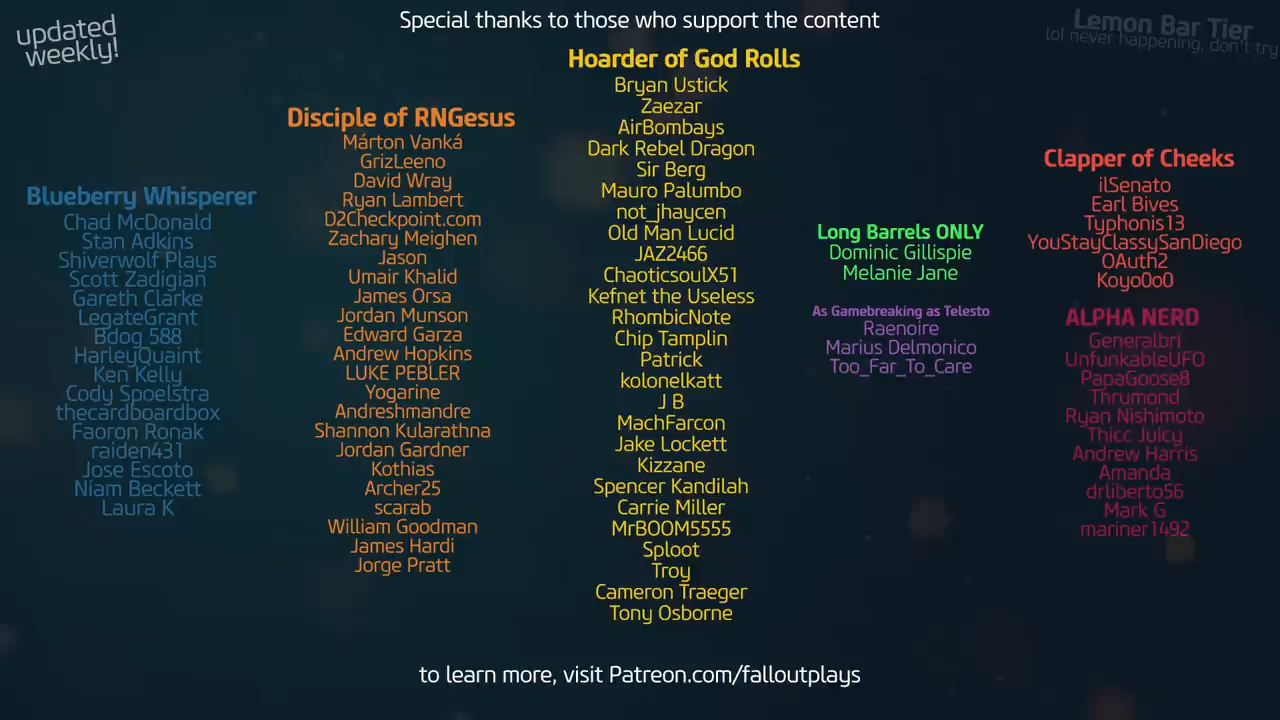 updated
weekly!
Special thanks to those who support the content
Lemon Bar Tier
lol never happening, don't try
Blueberry Whisperer
Chad McDonald
Stan Adkins
Shiverwolf Plays
Scott Zadigian
Gareth Clarke
LegateGrant
Bdog 588
HarleyQuaint
Ken Kelly
Cody Spoelstra
thecardboardbox
Faoron Ronak
raiden431
Jose Escoto
Niam Beckett
Laura K
Disciple of RNGesus
Márton Vanká
GrizLeeno
David Wray
Ryan Lambert
D2Checkpoint.com
Zachary Meighen
Jason
Umair Khalid
James Orsa
Jordan Munson
Edward Garza
Andrew Hopkins
LUKE PEBLER
Yogarine
Andreshmandre
Shannon Kularathna
Jordan Gardner
Kothias
Archer25
scarab
William Goodman
James Hardi
Jorge Pratt
Hoarder of God Rolls
Bryan Ustick
Zaezar
AirBombays
Dark Rebel Dragon
Sir Berg
Mauro Palumbo
not_jhaycen
Old Man Lucid
JAZ2466
ChaoticsoulX51
Kefnet the Useless
RhombicNote
Chip Tamplin
Patrick
kolonelkatt
J B
MachFarcon
Jake Lockett
Kizzane
Spencer Kandilah
Carrie Miller
MrBOOM5555
Sploot
Troy
Cameron Traeger
Tony Osborne
Long Barrels ONLY
Dominic Gillispie
Melanie Jane
As Gamebreaking as Telesto
Raenoire
Marius Delmonico
Too_Far_To_Care
Clapper of Cheeks
ilSenato
Earl Bives
Typhonis13
YouStayClassySanDiego
OAuth2
Koyo0o0
ALPHA NERD
Generalbri
UnfunkableUFO
PapaGoose8
Thrumond
Ryan Nishimoto
Thicc Julcy
Andrew Harris
Amanda
drliberto56
Mark G
mariner1492
to learn more, visit Patreon.com/falloutplays